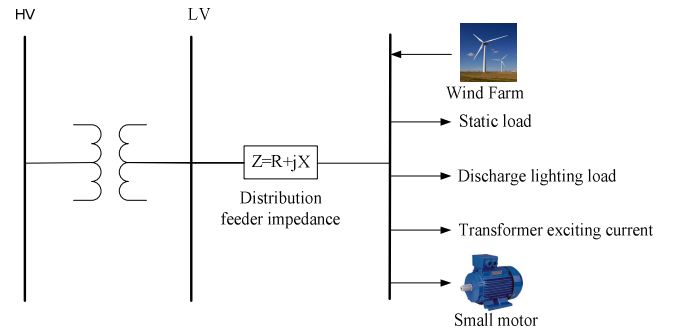 HV
LV
Wind Farm
Static load
Z=R+jX
Distribution
feeder impedance
Discharge lighting load
Transformer exciting current
Small motor